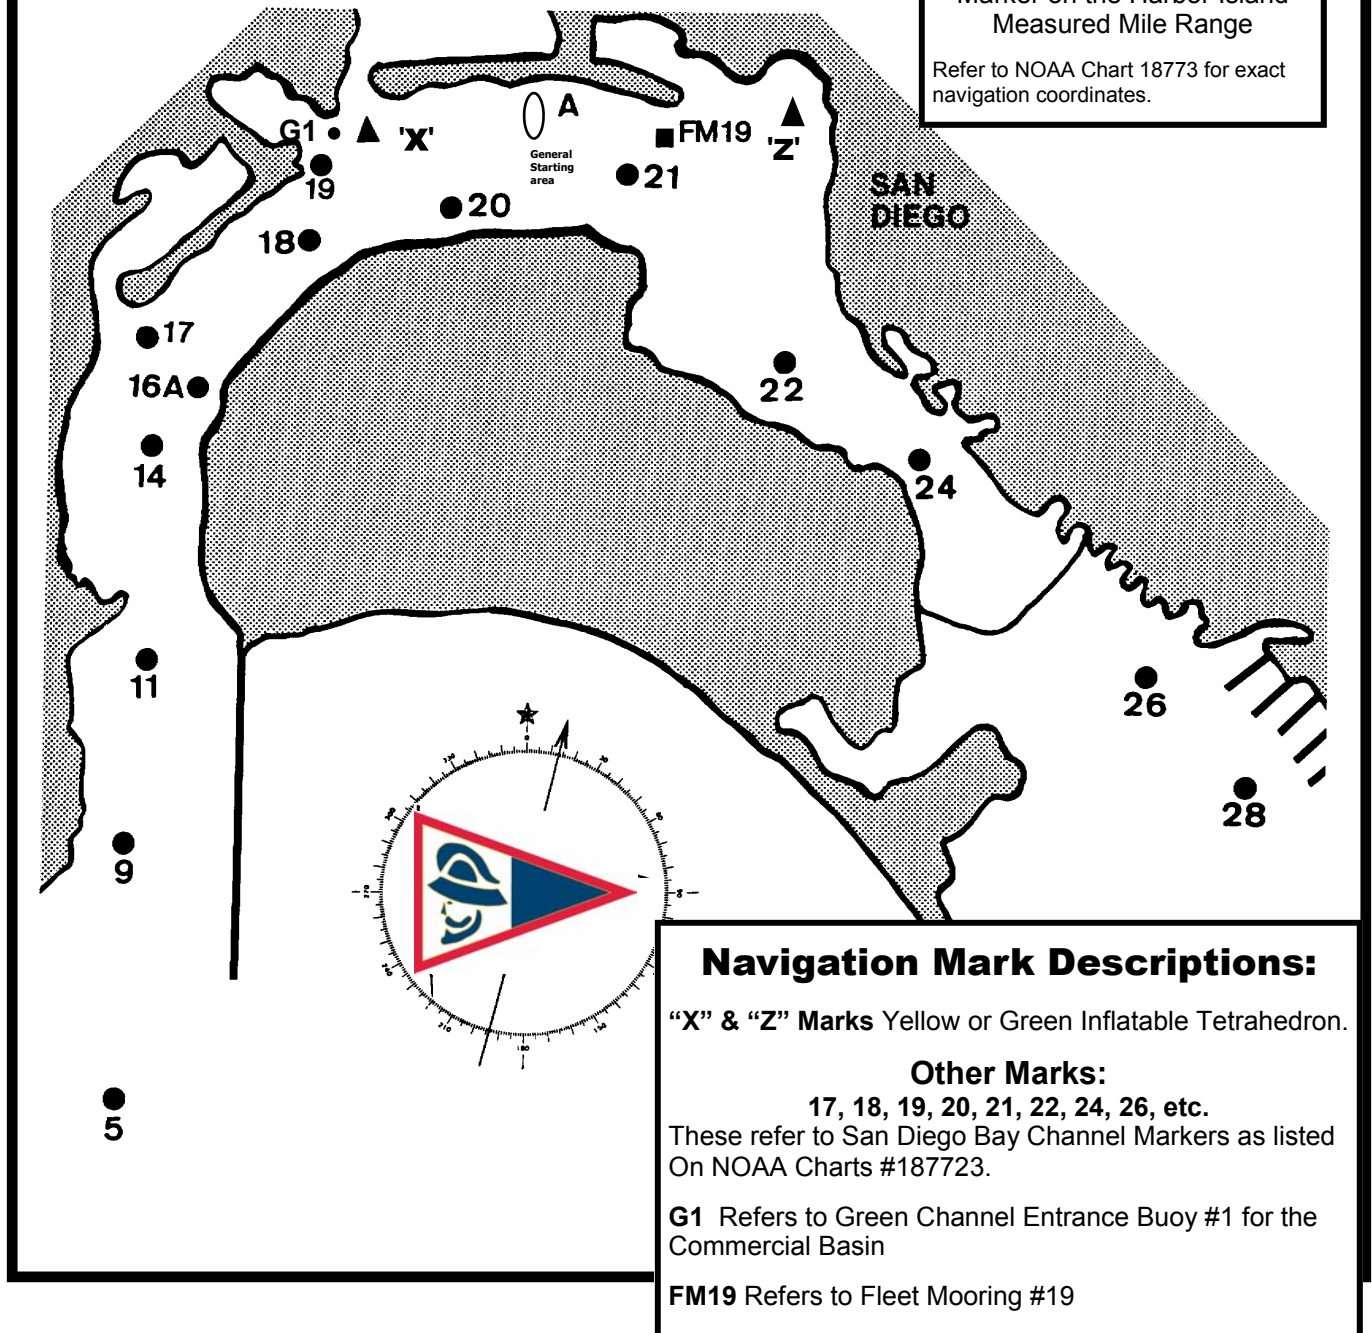 Marker on the Harbor Island
Measured Mile Range
Refer to NOAA Chart 18773 for exact
navigation coordinates.
A
G1
'X'
FM19
'Z'
General
Starting
area
19
21
SAN
DIEGO
20
18
17
16A
22
14
24
11
26
28
9
5
Navigation Mark Descriptions:
“X” & “Z” Marks Yellow or Green Inflatable Tetrahedron.
Other Marks:
17, 18, 19, 20, 21, 22, 24, 26, etc.
These refer to San Diego Bay Channel Markers as listed
On NOAA Charts #187723.
G1 Refers to Green Channel Entrance Buoy #1 for the
Commercial Basin
FM19 Refers to Fleet Mooring #19